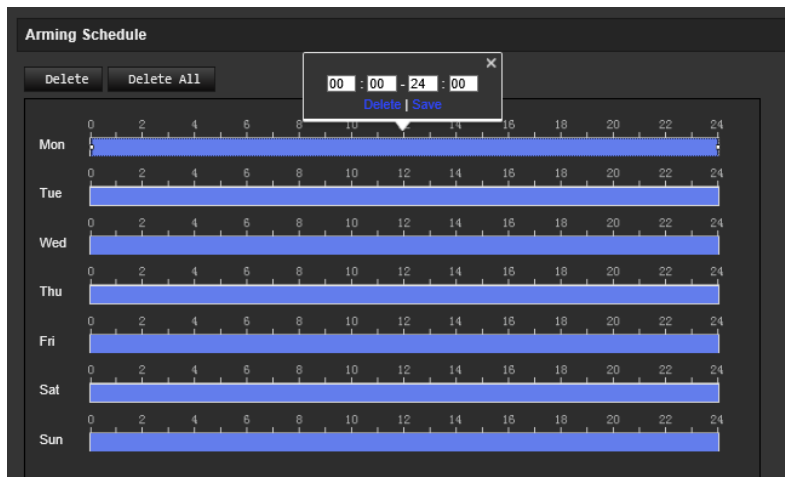 Arming Schedule
×
Delete Delete All
00 : 00 - 24 : 00
Delete | Save
0 2 4 6 8 10 12 14 16 18 20 22 24
Mon
0 2 4 6 8 10 12 14 16 18 20 22 24
Tue
0 2 4 6 8 10 12 14 16 18 20 22 24
Wed
0 2 4 6 8 10 12 14 16 18 20 22 24
Thu
0 2 4 6 8 10 12 14 16 18 20 22 24
Fri
0 2 4 6 8 10 12 14 16 18 20 22 24
Sat
0 2 4 6 8 10 12 14 16 18 20 22 24
Sun